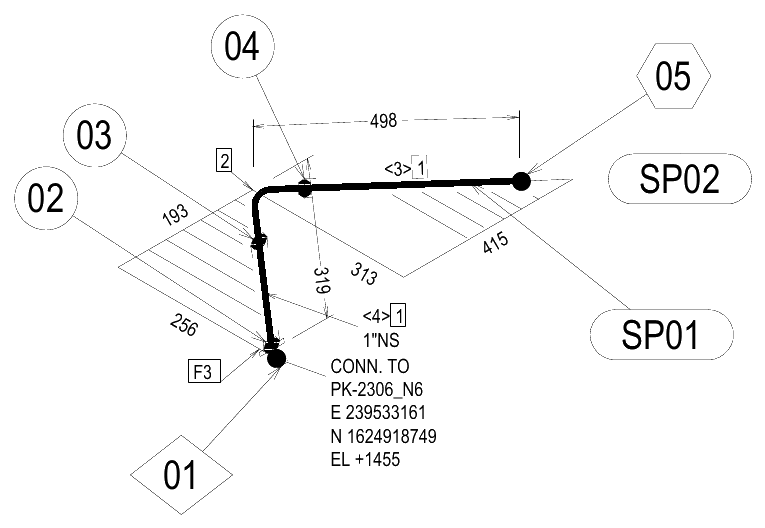 04
05
498
03
2
<3> 1
SP02
02
193
415
313
319
256
<4> 1
1"NS
SP01
F3
CONN. TO
PK-2306_N6
E 239533161
N 1624918749
EL +1455
01